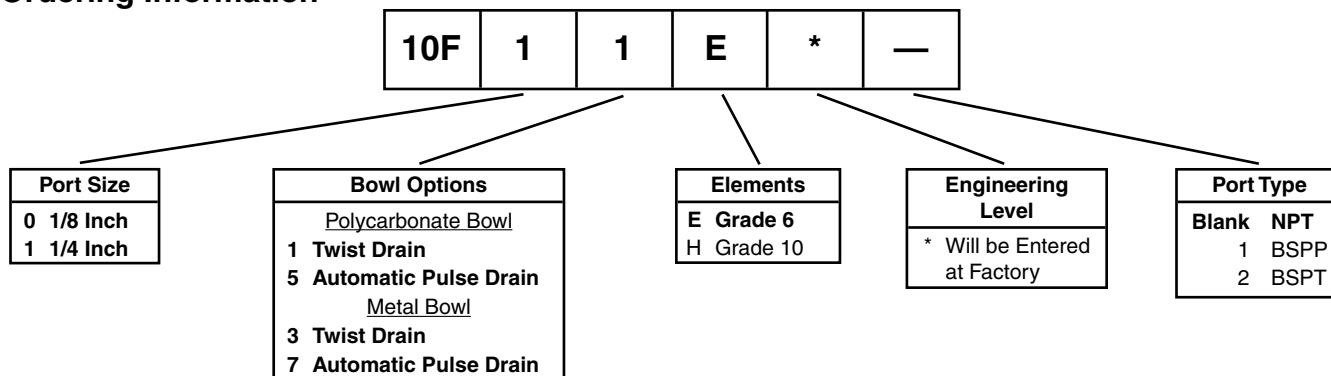 Ordering Information
10F 1 1 E * —
Port Size
0 1/8 Inch
1 1/4 Inch
Bowl Options
Polycarbonate Bowl
1 Twist Drain
5 Automatic Pulse Drain
Metal Bowl
3 Twist Drain
7 Automatic Pulse Drain
Elements
E Grade 6
H Grade 10
Engineering
Level
* Will be Entered
at Factory
Port Type
Blank NPT
1 BSPP
2 BSPT